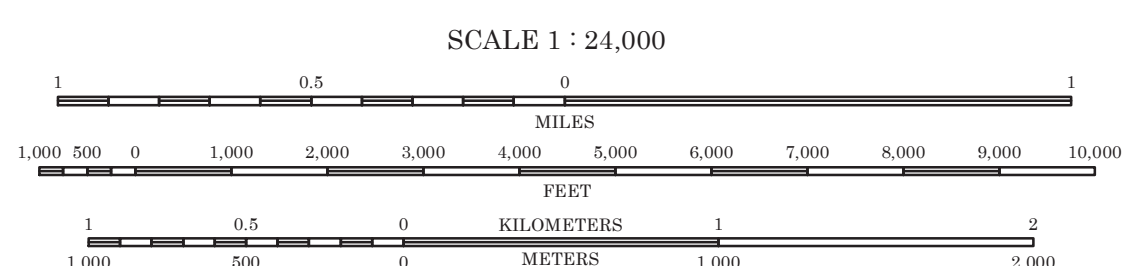 SCALE 1 : 24,000
1 0.5 0 1
MILES
1,000 500 0 1,000 2,000 3,000 4,000 5,000 6,000 7,000 8,000 9,000 10,000
FEET
1 0.5 0 KILOMETERS 1 2
1,000 500 0 METERS 1,000 2,000